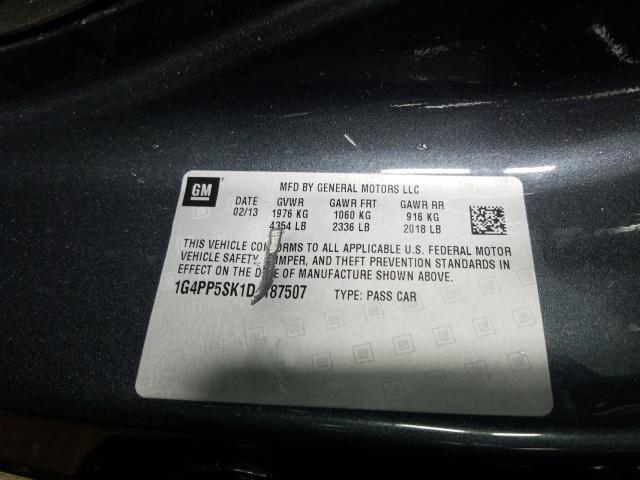 GM
MFD BY GENERAL MOTORS LLC
DATE GVWR GAWR FRT GAWR RR
02/13 1976 KG 1060 KG 916 KG
4354 LB 2336 LB 2018 LB
THIS VEHICLE CONFORMS TO ALL APPLICABLE U.S. FEDERAL MOTOR
VEHICLE SAFETY, BUMPER, AND THEFT PREVENTION STANDARDS IN
EFFECT ON THE DATE OF MANUFACTURE SHOWN ABOVE.
TYPE: PASS CAR